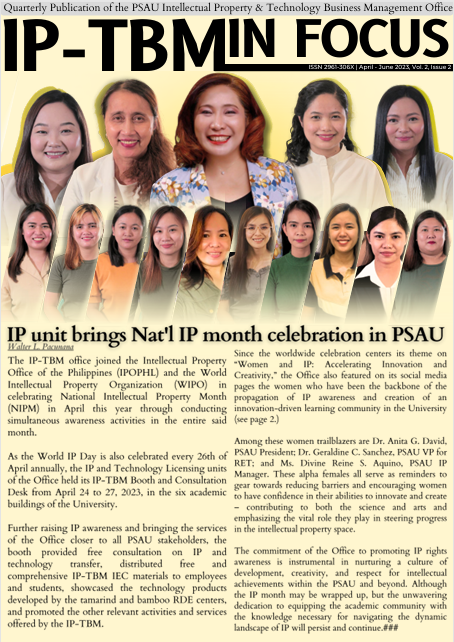 Quarterly Publication of the PSAU Intellectual Property & Technology Business Management Office
IP-TBM IN FOCUS
ISSN 2961-306X | April - June 2023, Vol. 2, Issue 2
IP unit brings Nat'l IP month celebration in PSAU
Walter L. Pacunana
The IP-TBM office joined the Intellectual Property
Office of the Philippines (IPOPHL) and the World
Intellectual Property Organization (WIPO) in
celebrating National Intellectual Property Month
(NIPM) in April this year through conducting
simultaneous awareness activities in the entire said
month.
As the World IP Day is also celebrated every 26th of
April annually, the IP and Technology Licensing units
of the Office held its IP-TBM Booth and Consultation
Desk from April 24 to 27, 2023, in the six academic
buildings of the University.
Further raising IP awareness and bringing the services
of the Office closer to all PSAU stakeholders, the
booth provided free consultation on IP and
technology transfer, distributed free and
comprehensive IP-TBM IEC materials to employees
and students, showcased the technology products
developed by the tamarind and bamboo RDE centers,
and promoted the other relevant activities and services
offered by the IP-TBM.
Since the worldwide celebration centers its theme on
"Women and IP: Accelerating Innovation and
Creativity," the Office also featured on its social media
pages the women who have been the backbone of the
propagation of IP awareness and creation of an
innovation-driven learning community in the University
(see page 2.)
Among these women trailblazers are Dr. Anita G. David,
PSAU President; Dr. Geraldine C. Sanchez, PSAU VP for
RET; and Ms. Divine Reine S. Aquino, PSAU IP
Manager. These alpha females all serve as reminders to
gear towards reducing barriers and encouraging women
to have confidence in their abilities to innovate and create
– contributing to both the science and arts and
emphasizing the vital role they play in steering progress
in the intellectual property space.
The commitment of the Office to promoting IP rights
awareness is instrumental in nurturing a culture of
development, creativity, and respect for intellectual
achievements within the PSAU and beyond. Although
the IP month may be wrapped up, but the unwavering
dedication to equipping the academic community with
the knowledge necessary for navigating the dynamic
landscape of IP will persist and continue.###